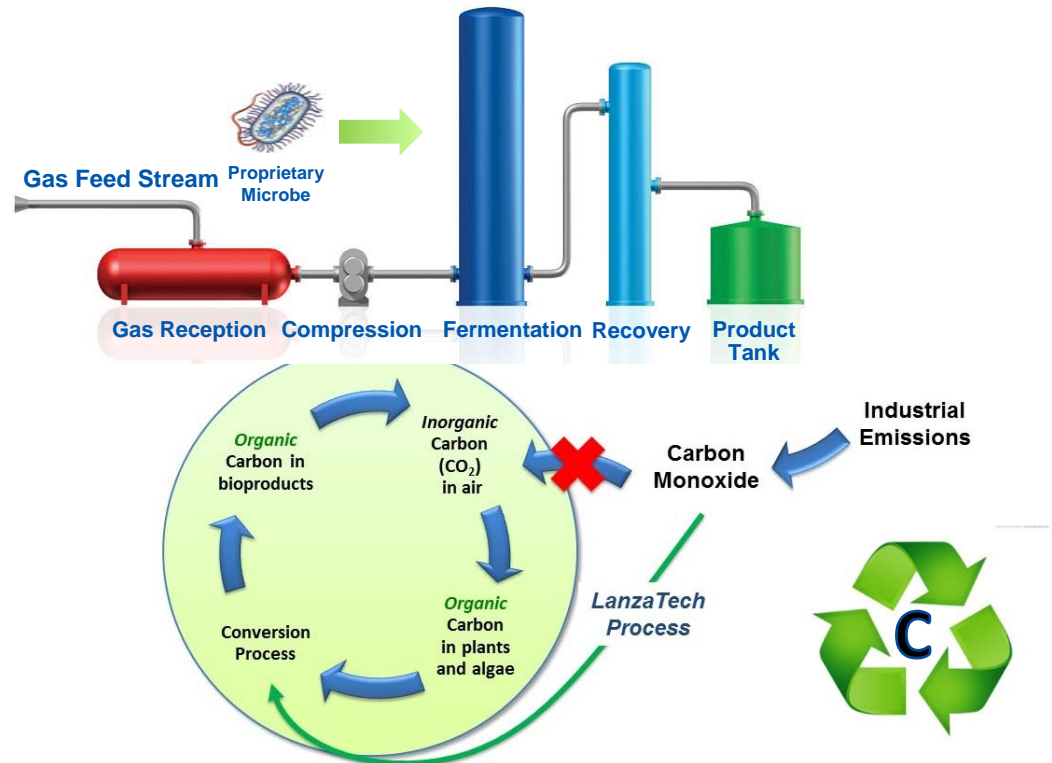 Gas Feed Stream
Proprietary
Microbe
Gas Reception
Compression
Fermentation
Recovery
Product
Tank
Organic
Carbon in
bioproducts
Inorganic
Carbon
(CO₂)
in air
Carbon
Monoxide
Industrial
Emissions
Conversion
Process
Organic
Carbon
in plants
and algae
LanzaTech
Process
C